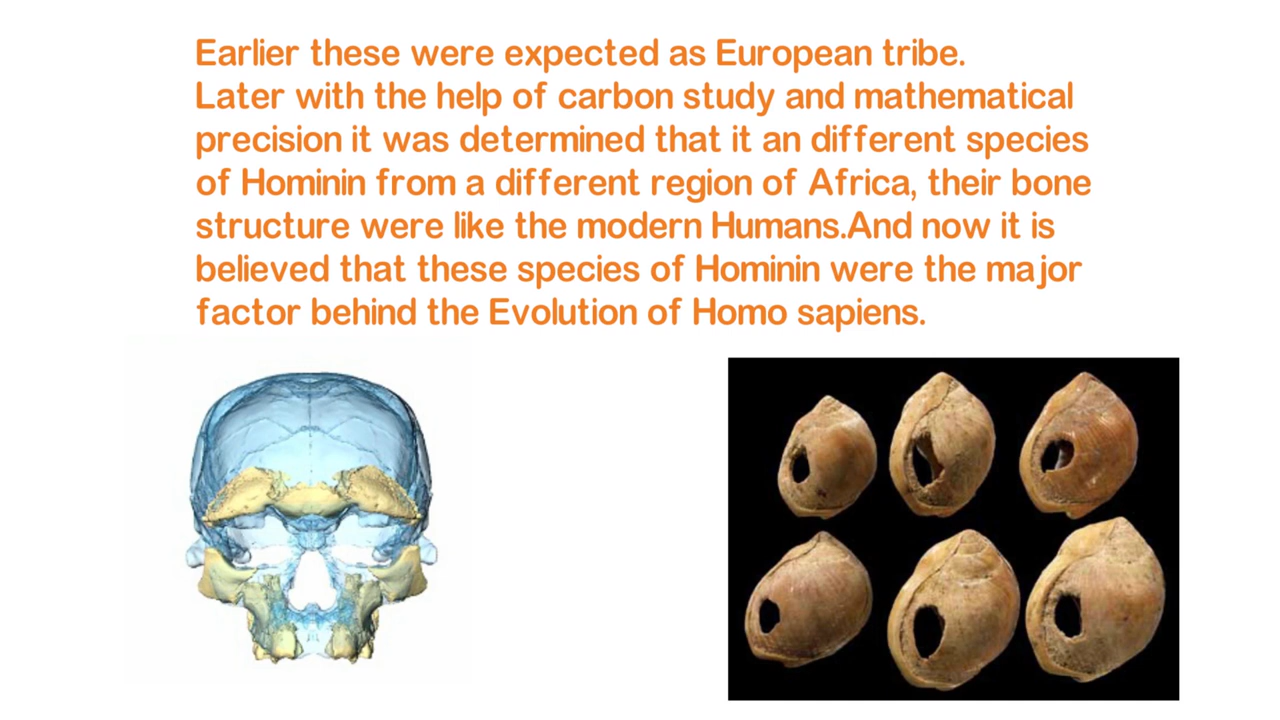 Earlier these were expected as European tribe.
Later with the help of carbon study and mathematical
precision it was determined that it an different species
of Hominin from a different region of Africa, their bone
structure were like the modern Humans.And now it is
believed that these species of Hominin were the major
factor behind the Evolution of Homo sapiens.